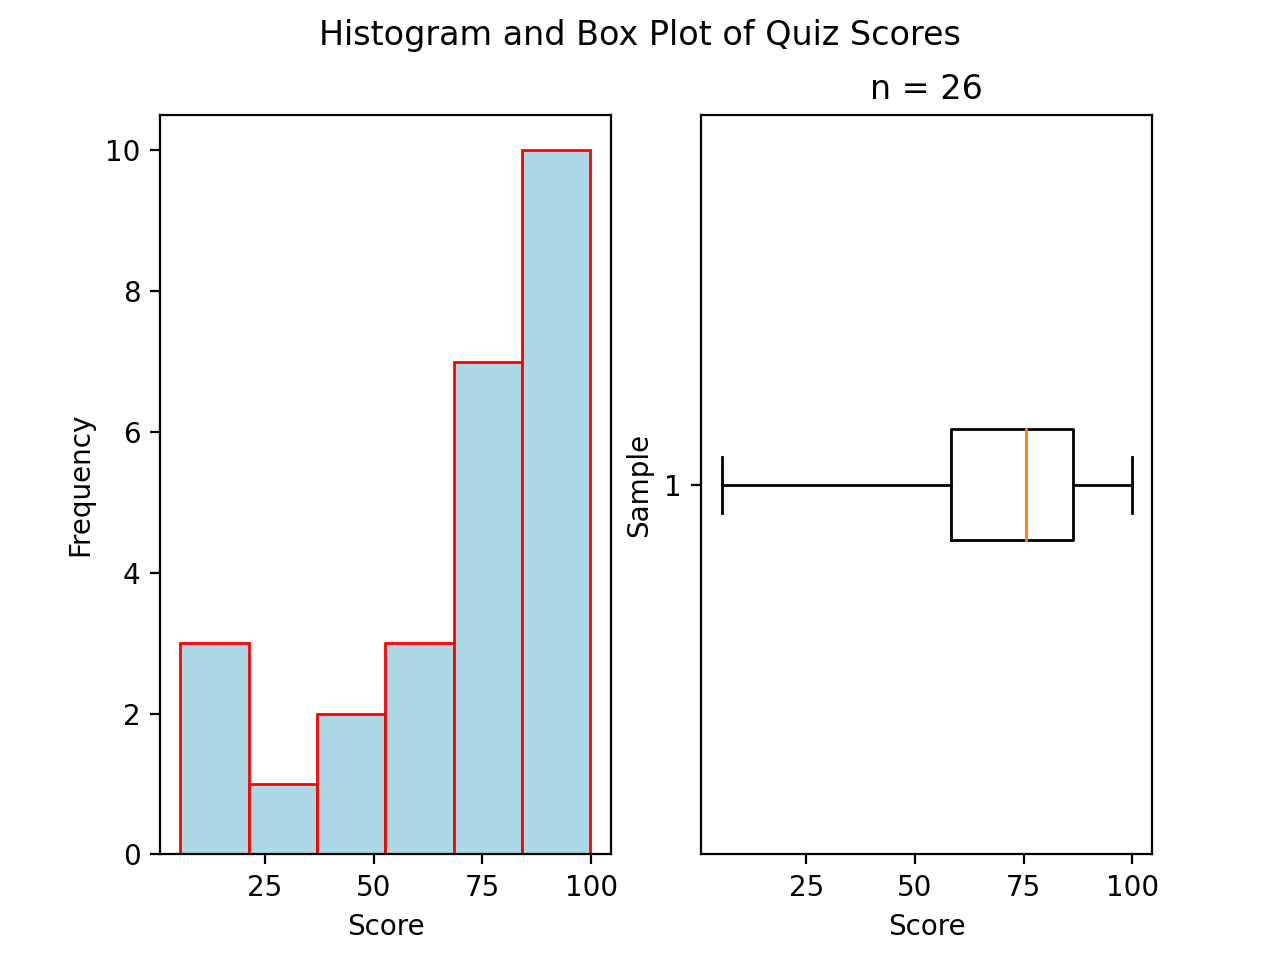 Histogram and Box Plot of Quiz Scores
10
8
6
4
2
0
Frequency
25 50 75 100
Score
n = 26
Sample
1
25 50 75 100
Score